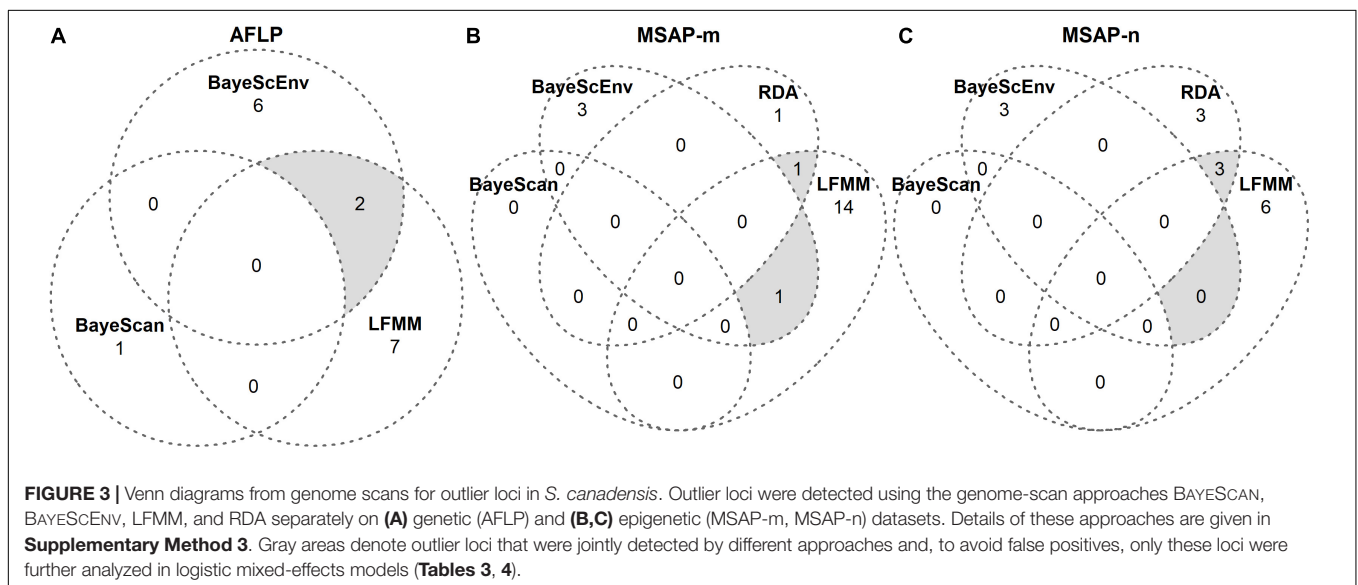 A
AFLP
BayeScEnv
6
0
2
0
BayeScan
1
LFMM
7
0
B
MSAP-m
BayeScEnv
3
RDA
1
0
0
1
BayeScan
0
LFMM
14
0
0
0
0
1
0
0
0
C
MSAP-n
BayeScEnv
3
RDA
3
0
0
3
BayeScan
0
LFMM
6
0
0
0
0
0
0
0
0
FIGURE 3 | Venn diagrams from genome scans for outlier loci in S. canadensis. Outlier loci were detected using the genome-scan approaches BAYESCAN,
BAYESCENV, LFMM, and RDA separately on (A) genetic (AFLP) and (B,C) epigenetic (MSAP-m, MSAP-n) datasets. Details of these approaches are given in
Supplementary Method 3. Gray areas denote outlier loci that were jointly detected by different approaches and, to avoid false positives, only these loci were
further analyzed in logistic mixed-effects models (Tables 3, 4).